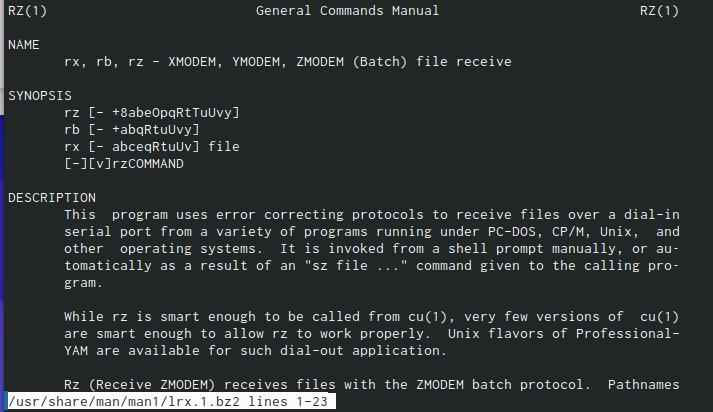 RZ(1) General Commands Manual RZ(1)
NAME
rx, rb, rz - XMODEM, YMODEM, ZMODEM (Batch) file receive
SYNOPSIS
rz [- +8abeOpqRtTuUvy]
rb [- +abqRtuUvy]
rx [- abceqRtuUv] file
[-][v]rzCOMMAND
DESCRIPTION
This program uses error correcting protocols to receive files over a dial-in
serial port from a variety of programs running under PC-DOS, CP/M, Unix, and
other operating systems. It is invoked from a shell prompt manually, or au-
tomatically as a result of an "sz file ..." command given to the calling pro-
gram.
While rz is smart enough to be called from cu(1), very few versions of cu(1)
are smart enough to allow rz to work properly. Unix flavors of Professional-
YAM are available for such dial-out application.
Rz (Receive ZMODEM) receives files with the ZMODEM batch protocol. Pathnames
/usr/share/man/man1/lrx.1.bz2 lines 1-23